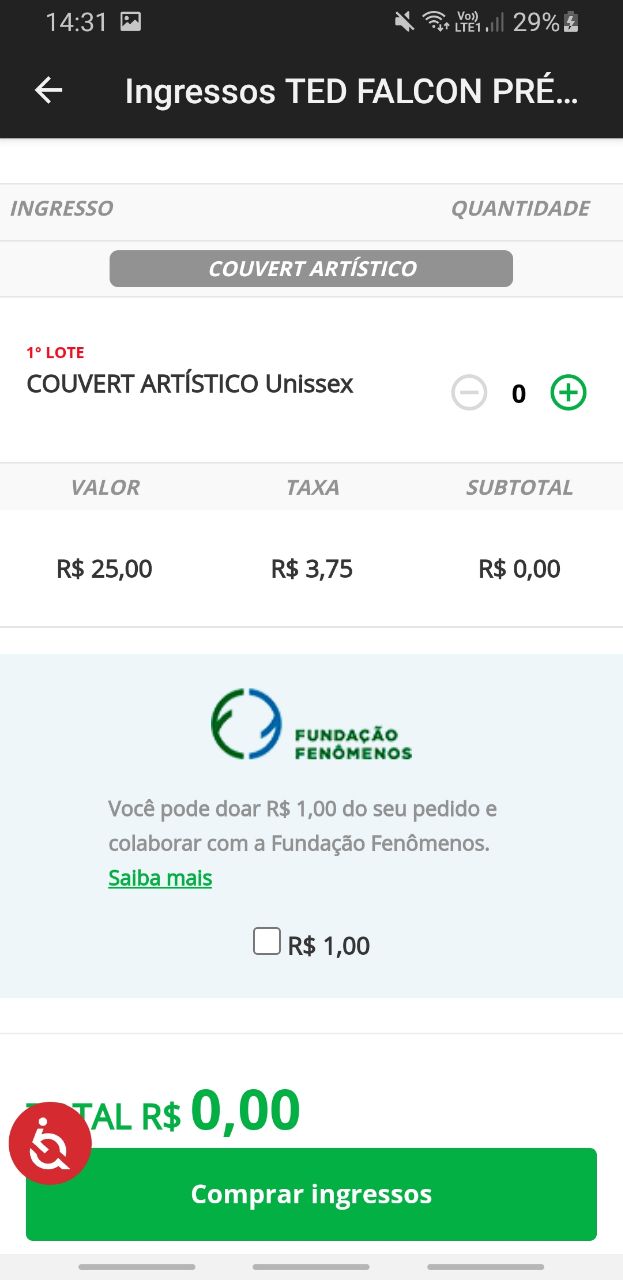 14:31 Vo)) LTE1 29%
Ingressos TED FALCON PRÉ...
INGRESSO QUANTIDADE
COUVERT ARTÍSTICO
1º LOTE
COUVERT ARTÍSTICO Unissex 0
VALOR TAXA SUBTOTAL
R$ 25,00 R$ 3,75 R$ 0,00
FUNDAÇÃO
FENÔMENOS
Você pode doar R$ 1,00 do seu pedido e
colaborar com a Fundação Fenômenos.
Saiba mais
R$ 1,00
TOTAL R$ 0,00
Comprar ingressos